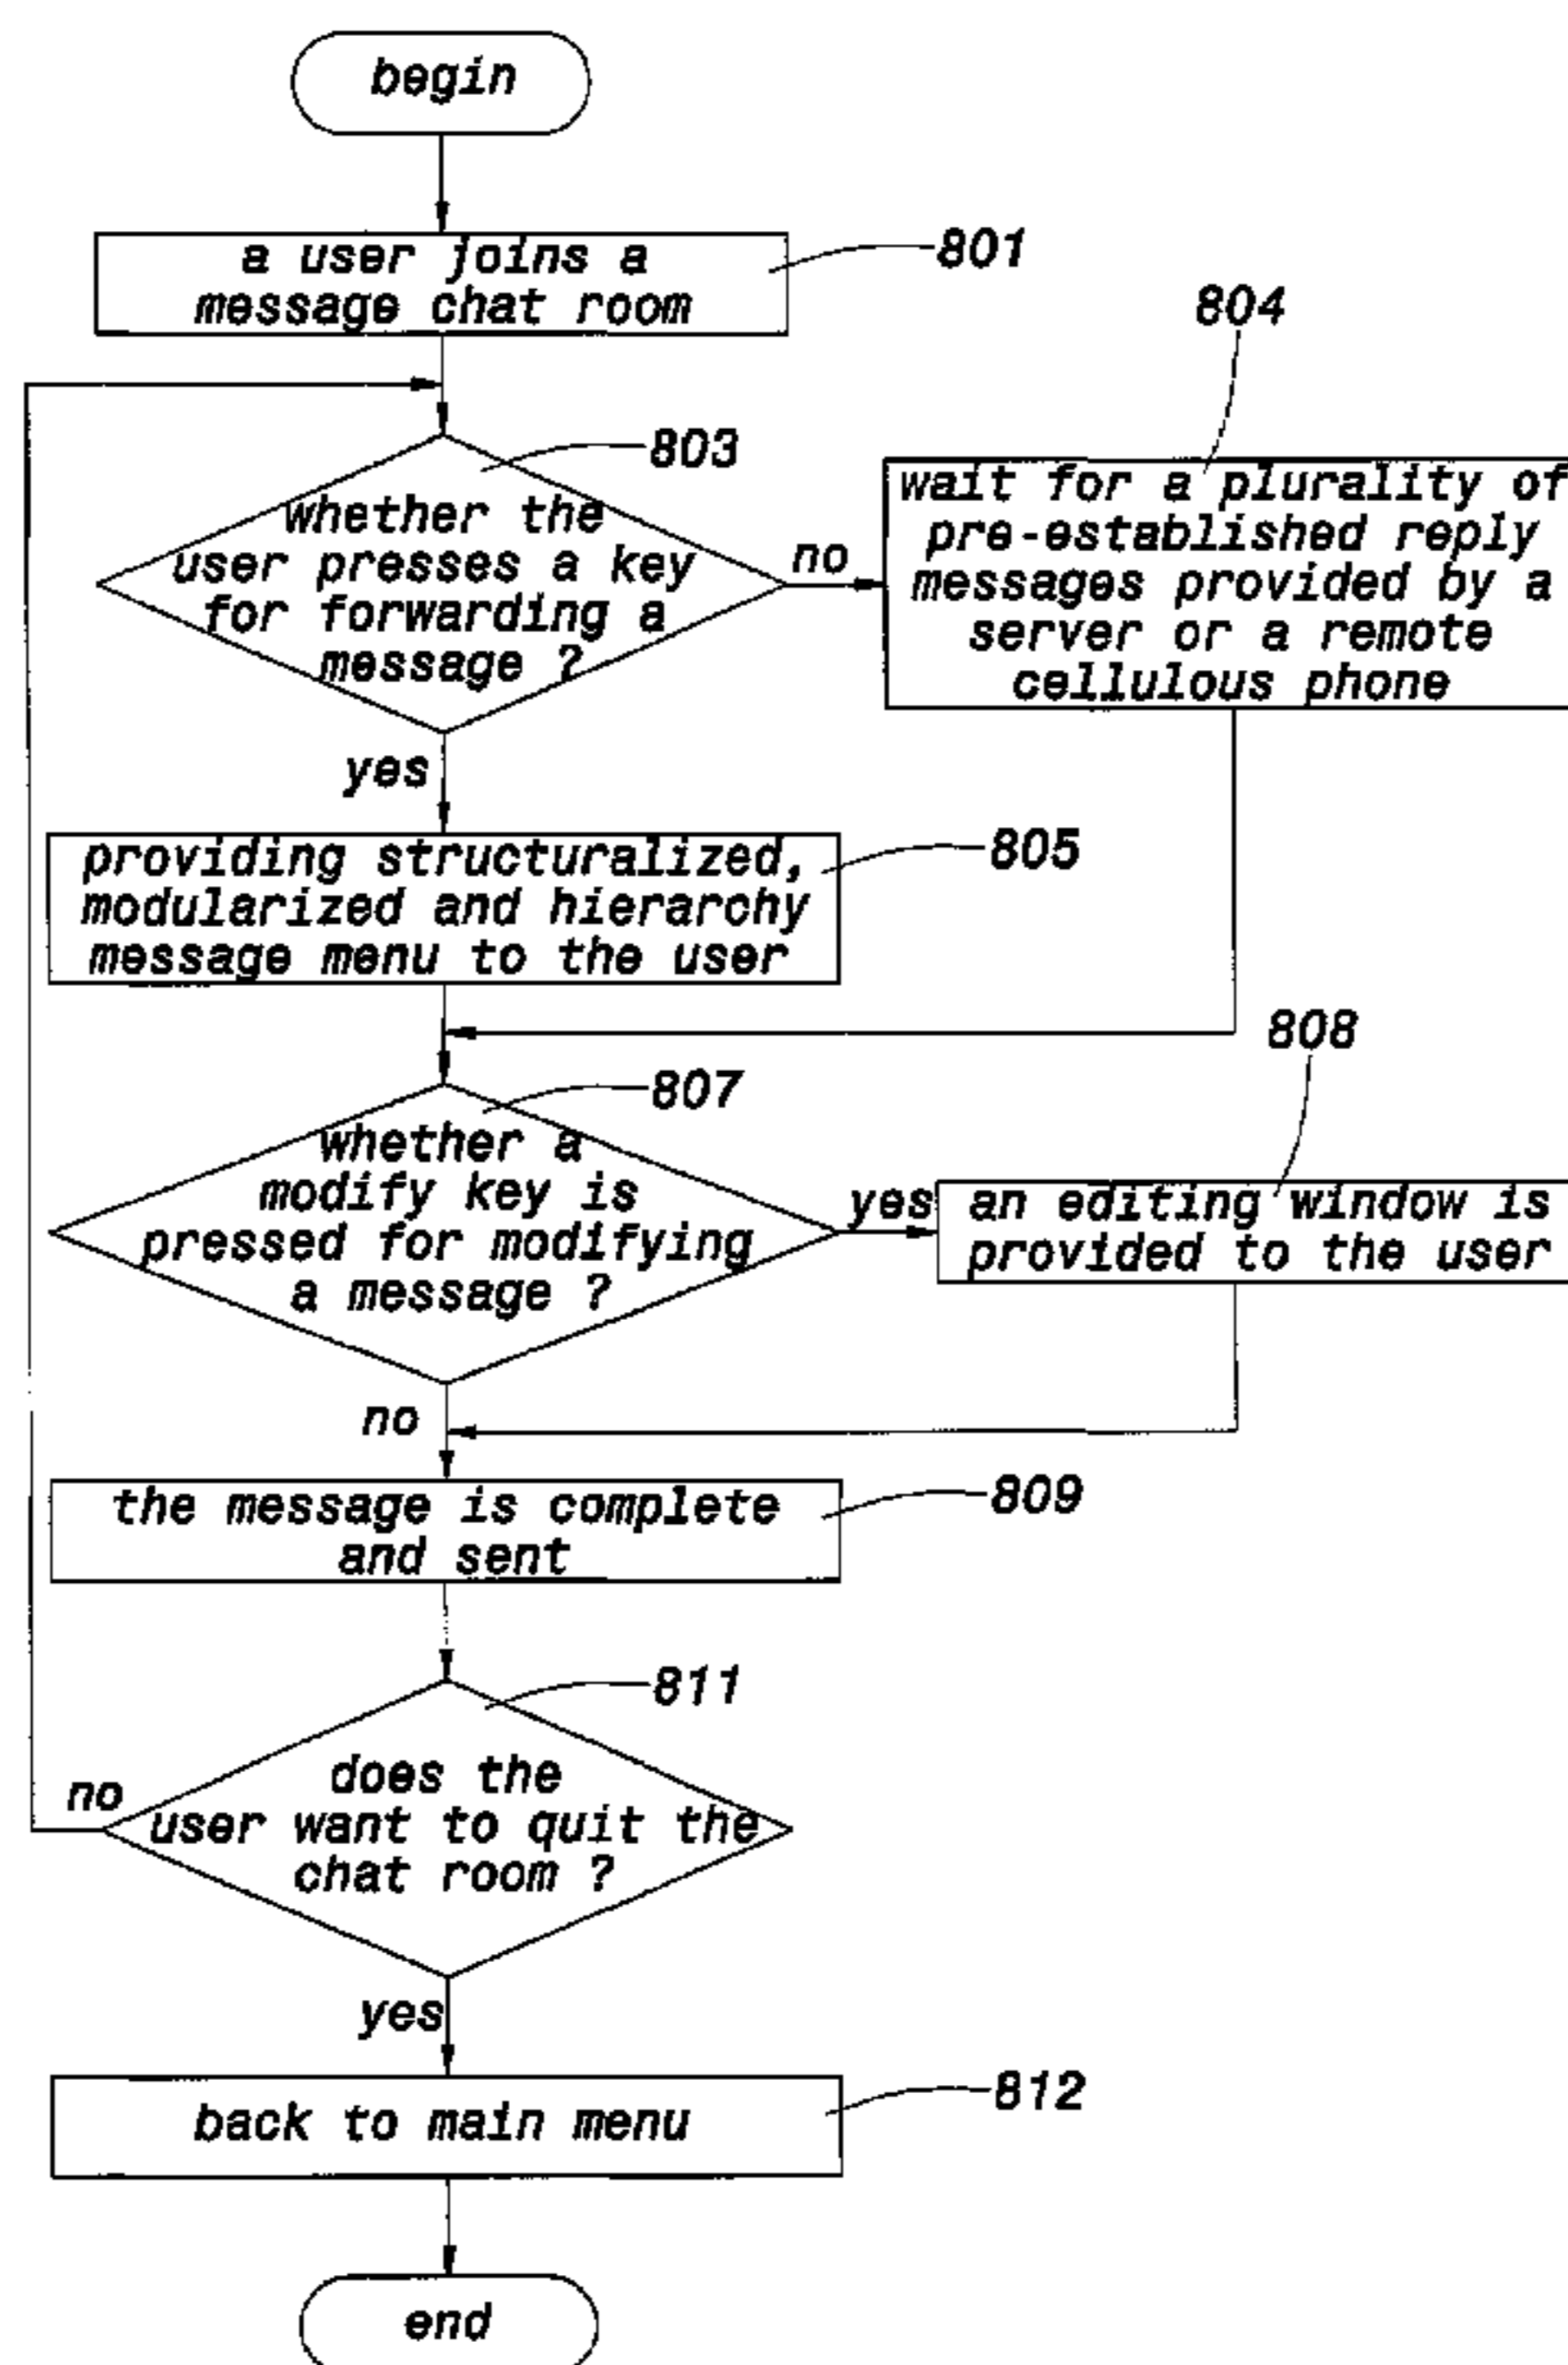 begin
a user joins a
message chat room
801
804
803
whether the
user presses a key
for forwarding a
message ?
no
wait for a plurality of
pre-established reply
messages provided by a
server or a remote
cellulous phone
yes
providing structuralized,
modularized and hierarchy
message menu to the user
805
808
807
whether a
modify key is
pressed for modifying
a message ?
yes
an editing window is
provided to the user
no
the message is complete
and sent
809
811
does the
user want to quit the
chat room ?
no
yes
back to main menu
812
end